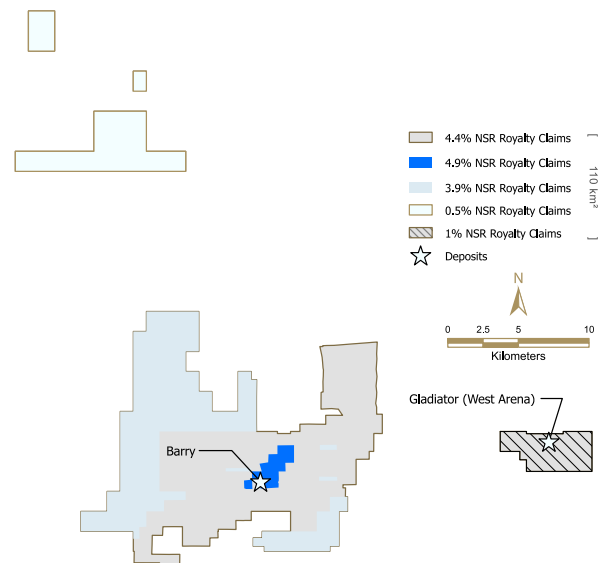 4.4% NSR Royalty Claims
4.9% NSR Royalty Claims
3.9% NSR Royalty Claims
0.5% NSR Royalty Claims
1% NSR Royalty Claims
Deposits
[ 110 km² ]
N
0 2.5 5 10
Kilometers
Gladiator (West Arena)
Barry